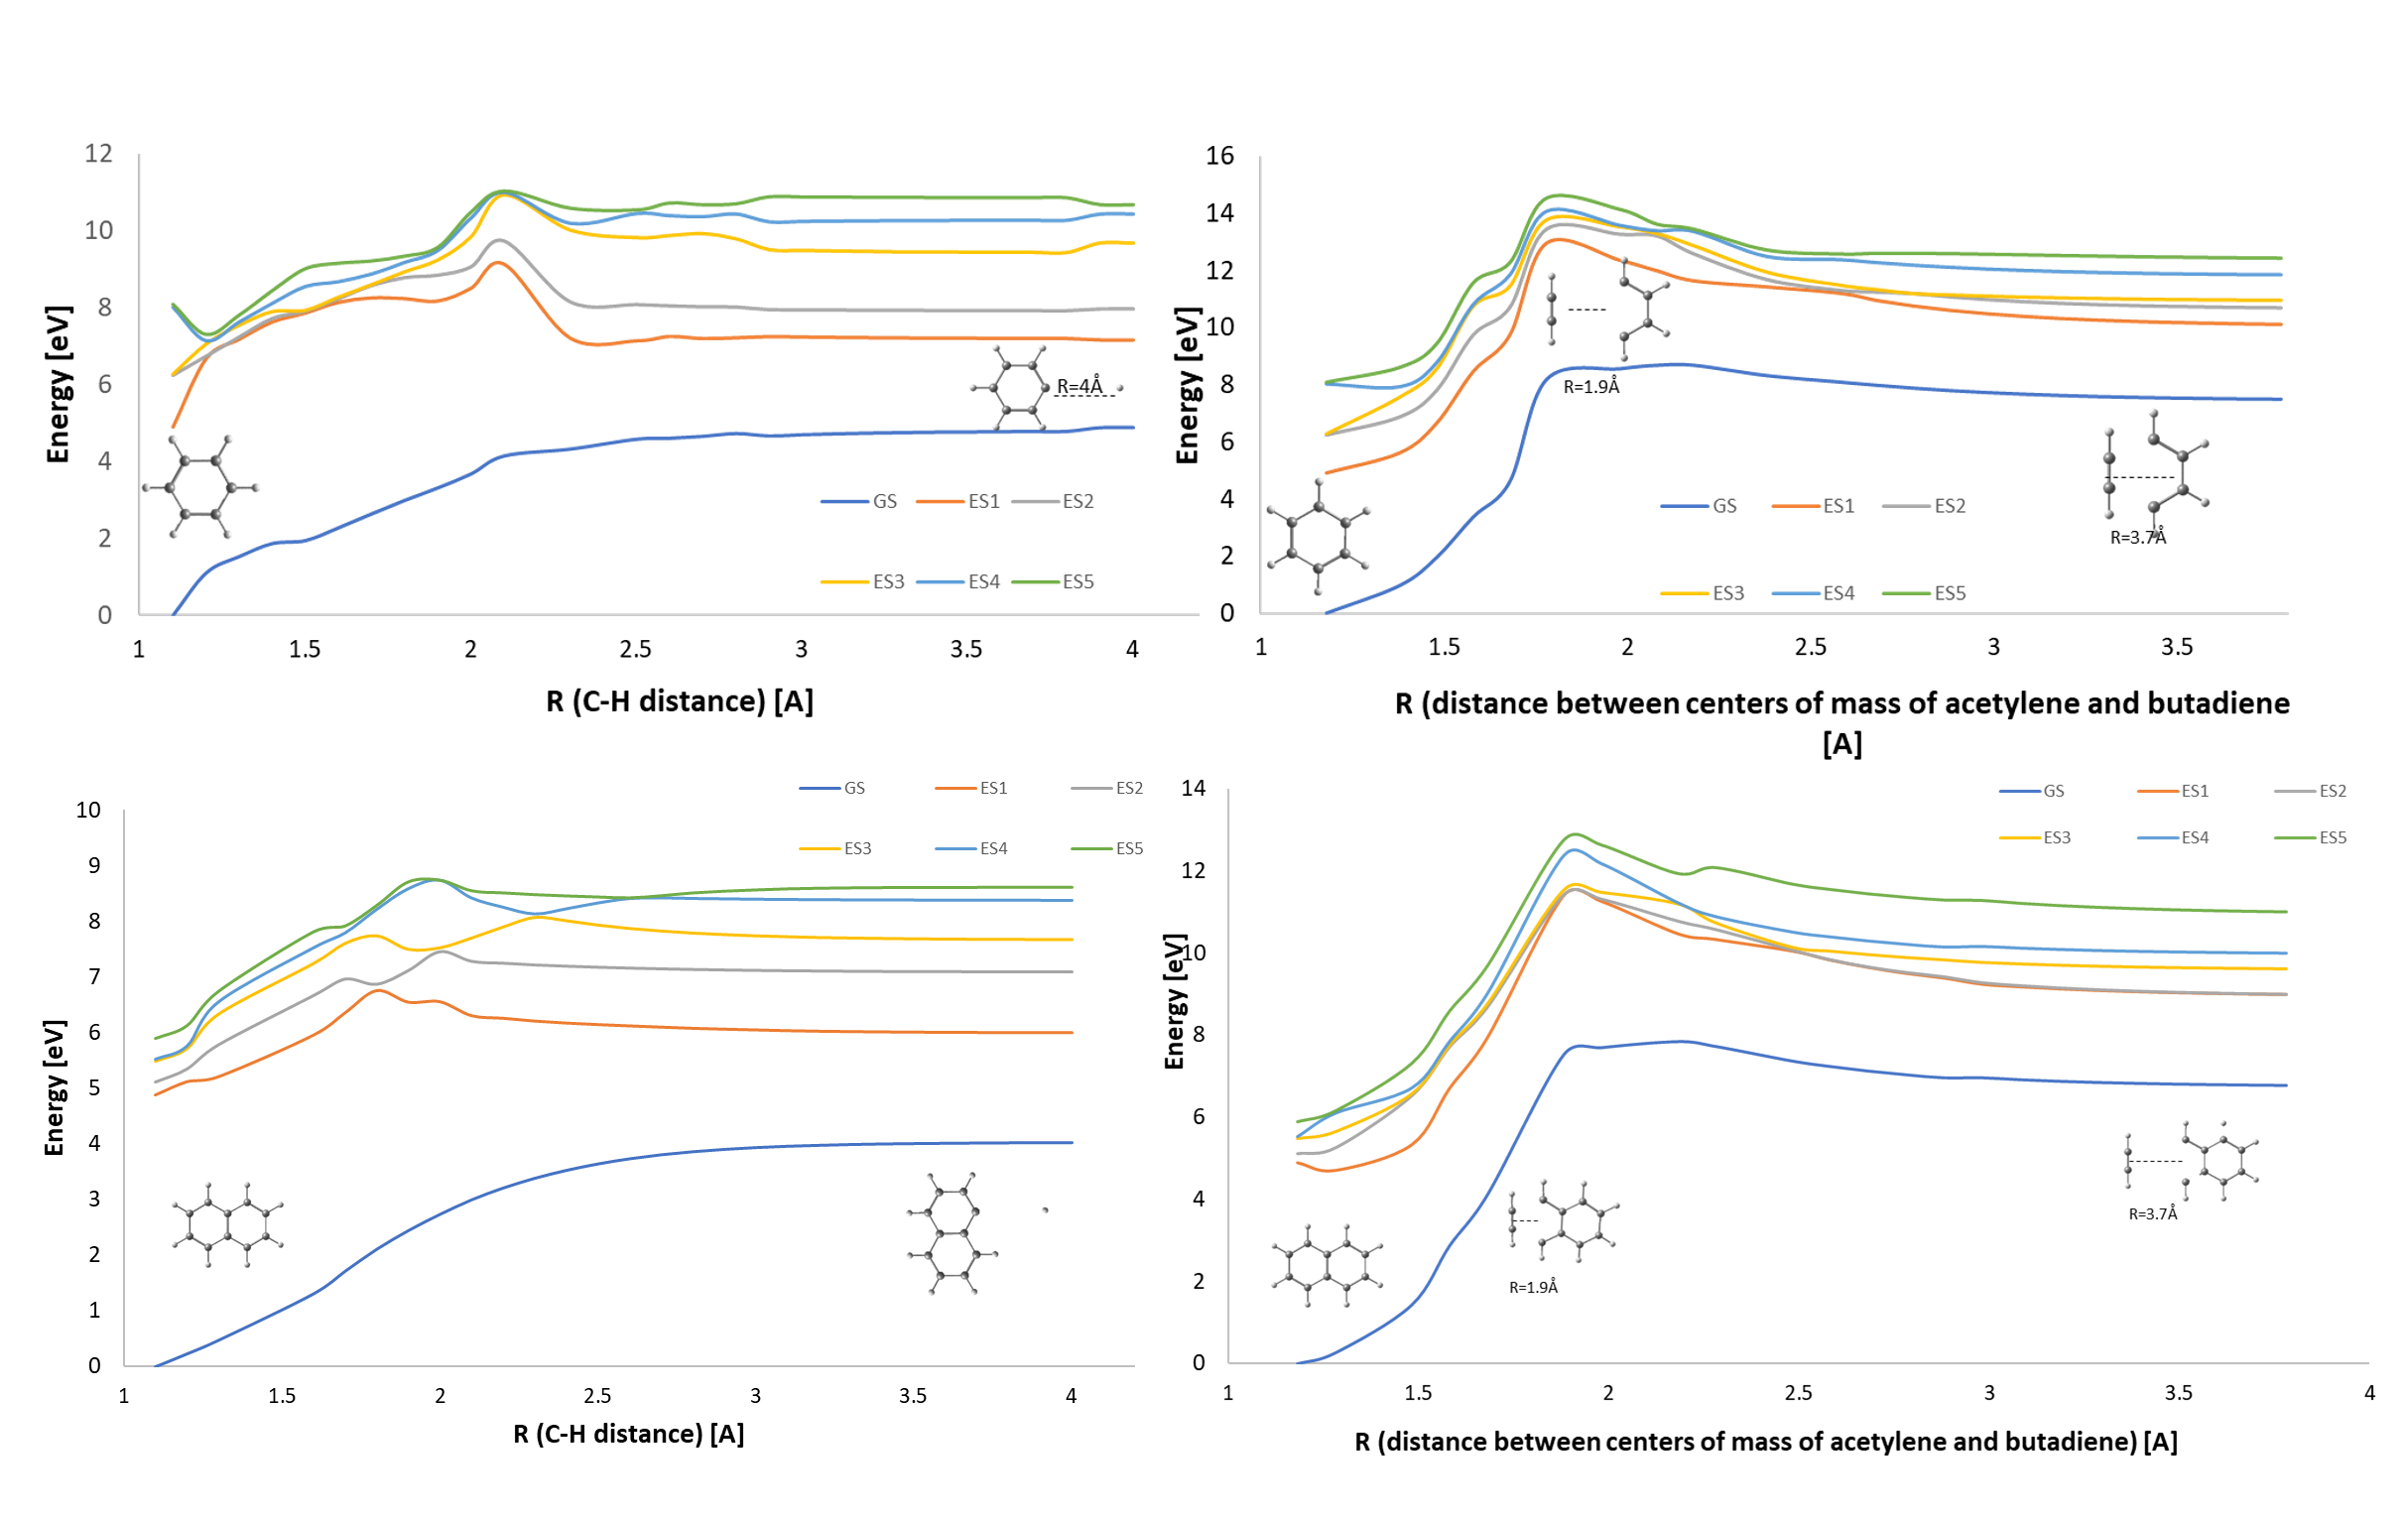 12
10
8
6
4
2
0
Energy [eV]
1 1.5 2 2.5 3 3.5 4
R (C-H distance) [A]
R=4Å
GS ES1 ES2
ES3 ES4 ES5
16
14
12
10
8
6
4
2
0
Energy [eV]
1 1.5 2 2.5 3 3.5
R (distance between centers of mass of acetylene and butadiene
[A]
R=1.9Å
R=3.7Å
GS ES1 ES2
ES3 ES4 ES5
GS ES1 ES2
ES3 ES4 ES5
10
9
8
7
6
5
4
3
2
1
0
Energy [eV]
1 1.5 2 2.5 3 3.5 4
R (C-H distance) [A]
GS ES1 ES2
ES3 ES4 ES5
14
12
10
8
6
4
2
0
Energy [eV]
R=1.9Å
R=3.7Å
1 1.5 2 2.5 3 3.5 4
R (distance between centers of mass of acetylene and butadiene) [A]